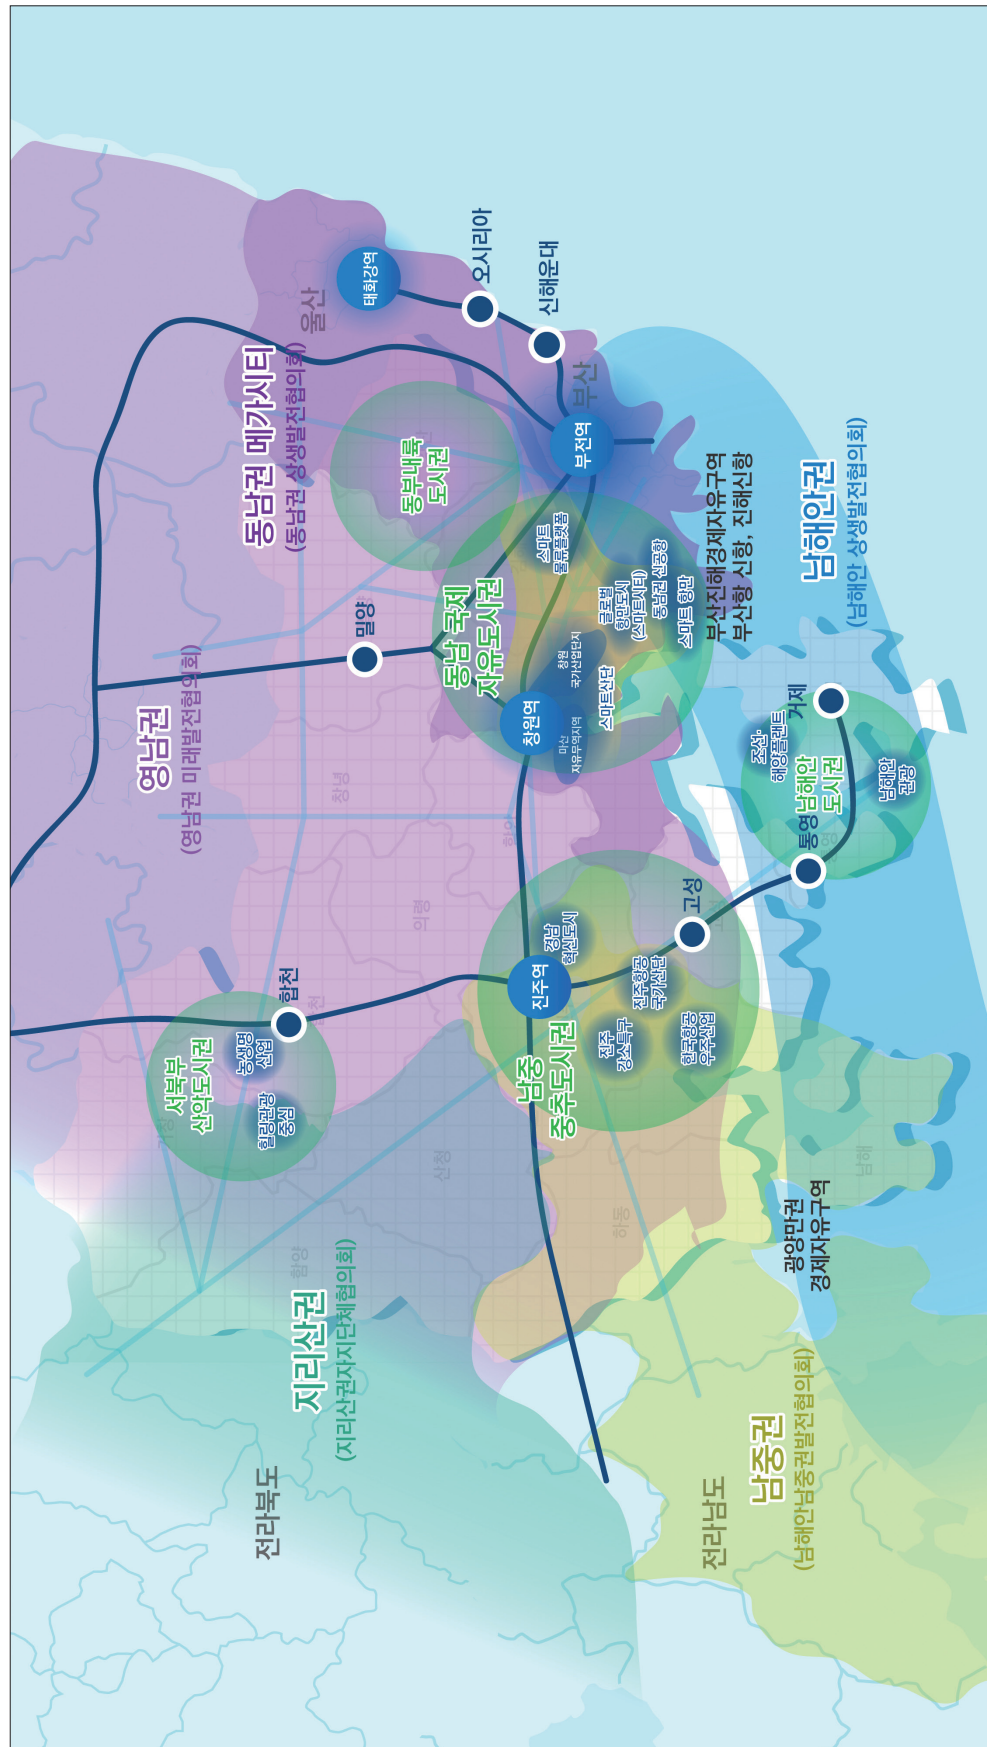 영남권
(영남권 미래발전협의회)
동남권 메가시티
(동남권 상생발전협의회)
울산
태화강역
오시리아
신해운대
부산
부전역
밀양
동부내륙
도시권
동남 국제
자유도시권
스마트
물류플랫폼
글로벌
항만도시
(스마트시티)
동남권 신공항
스마트 항만
창원
국가산업단지
스마트산단
마산
자유무역지역
창원역
부산진해경제자유구역
부산항 신항, 진해신항
남해안권
(남해안 상생발전협의회)
거제
조선·
해양플랜트
남해안
도시권
남해안
관광
통영
고성
창녕
함안
의령
합천
서북부
산악도시권
농생명
산업
힐링관광
중심
진주역
경남
혁신도시
남중
중추도시권
진주
강소특구
진주항공
국가산단
한국항공
우주산업
산청
함양
하동
남해
지리산권
(지리산권자치단체협의회)
광양만권
경제자유구역
전라북도
전라남도
남중권
(남해안남중권발전협의회)